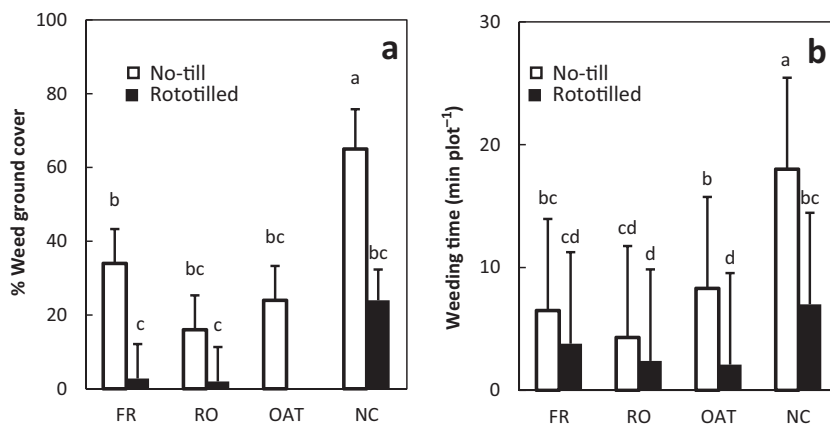 a
100
80
60
40
20
0
% Weed ground cover
No-till
Rototilled
b
c
bc
c
bc
a
bc
FR RO OAT NC
b
30
20
10
0
Weeding time (min plot⁻¹)
No-till
Rototilled
bc
cd
cd
d
b
d
a
bc
FR RO OAT NC